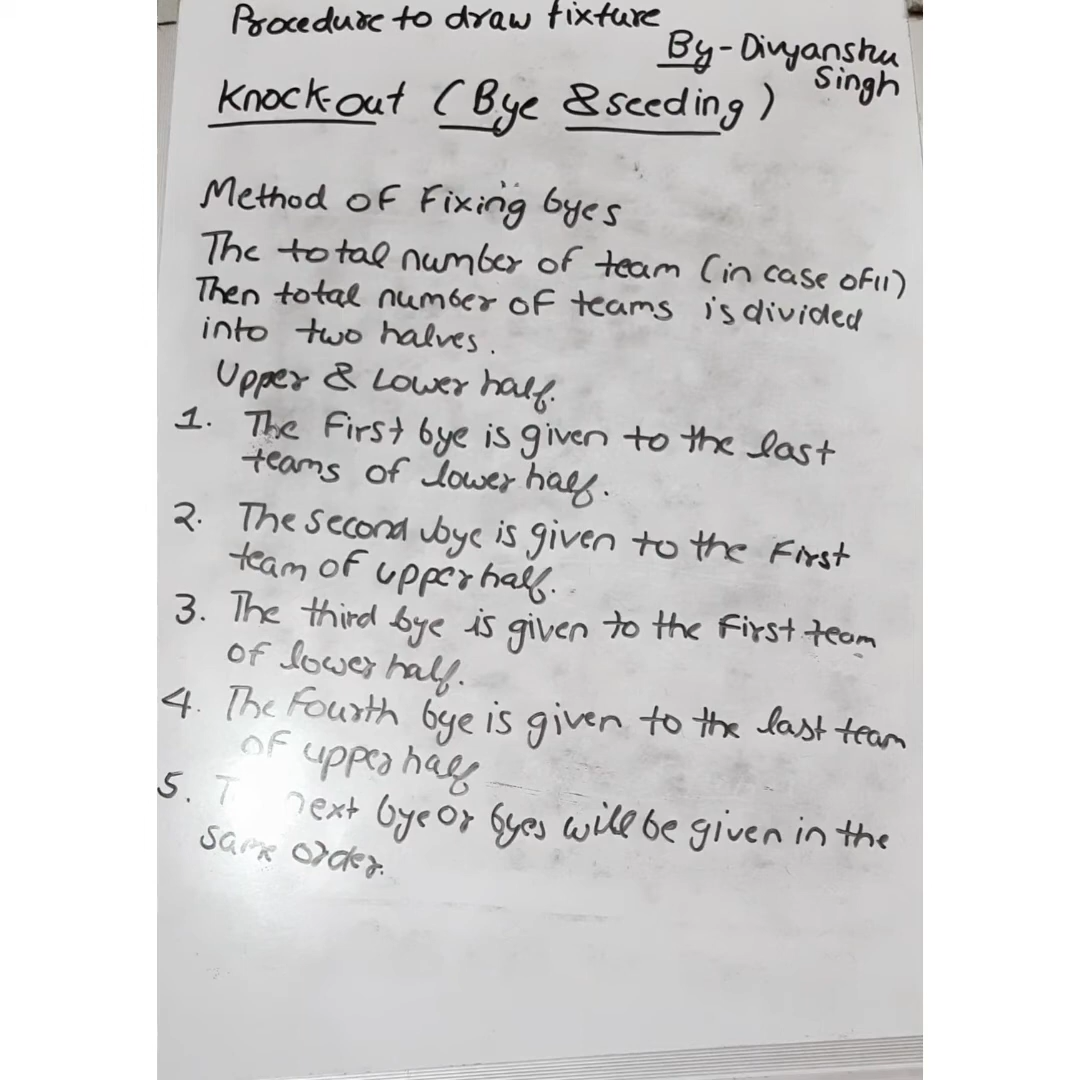 Procedure to draw fixture
By - Divyanshu
Singh
Knock-out (Bye & seeding)
Method of Fixing byes
The total number of team (in case of 11)
Then total number of teams is divided
into two halves.
Upper & Lower half.
1. The First bye is given to the last
teams of lower half.
2. The second bye is given to the First
team of upper half.
3. The third bye is given to the First team
of lower half.
4. The Fourth bye is given to the last team
of upper half
5. next bye or byes will be given in the
same order.